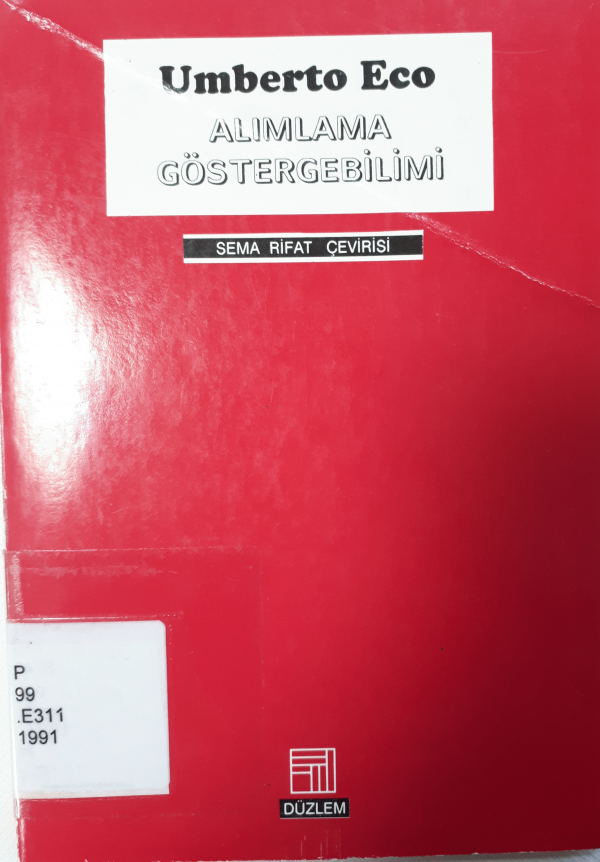 Umberto Eco
ALIMLAMA
GÖSTERGEBİLİMİ
SEMA RİFAT ÇEVİRİSİ
P
99
.E311
1991
DÜZLEM